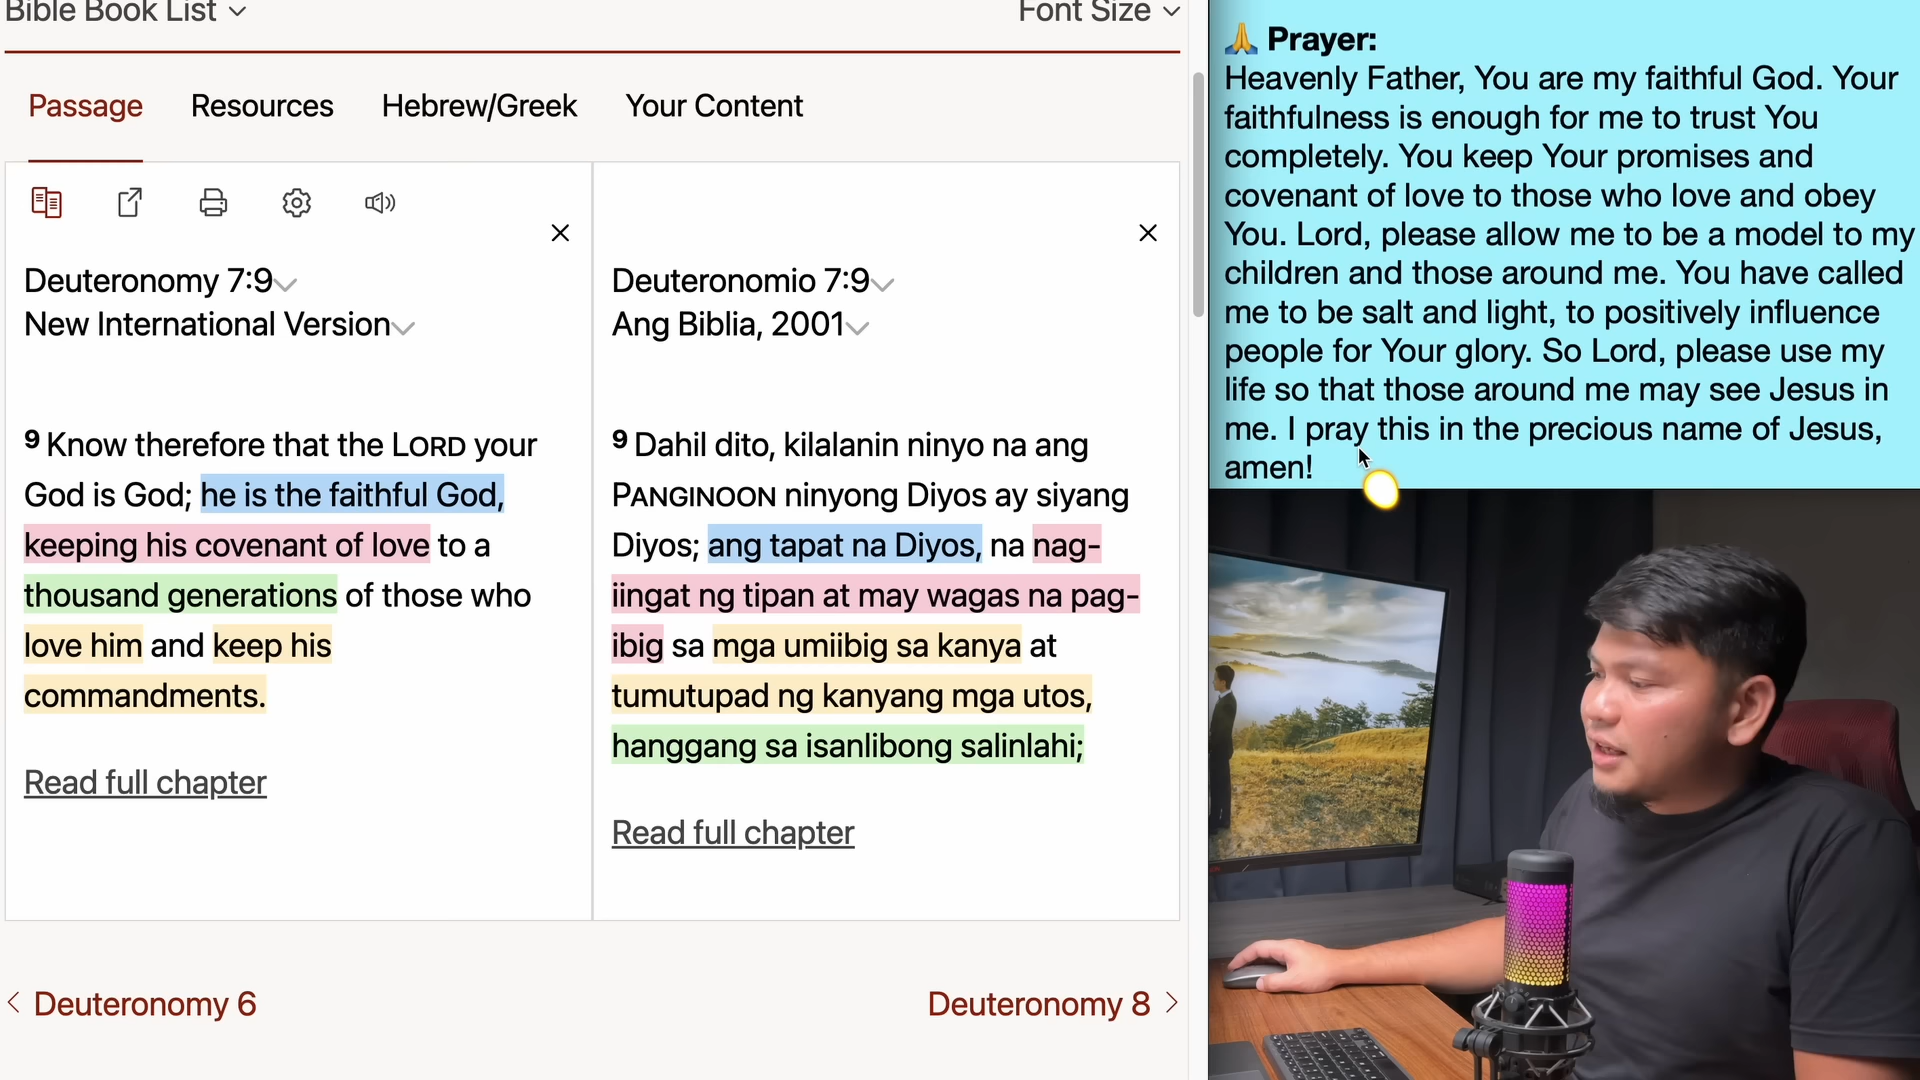 Bible Book List
Font Size
Passage
Resources
Hebrew/Greek
Your Content
Deuteronomy 7:9
New International Version
9 Know therefore that the LORD your
God is God; he is the faithful God,
keeping his covenant of love to a
thousand generations of those who
love him and keep his
commandments.
Read full chapter
Deuteronomio 7:9
Ang Biblia, 2001
9 Dahil dito, kilalanin ninyo na ang
PANGINOON ninyong Diyos ay siyang
Diyos; ang tapat na Diyos, na nag-
iingat ng tipan at may wagas na pag-
ibig sa mga umiibig sa kanya at
tumutupad ng kanyang mga utos,
hanggang sa isanlibong salinlahi;
Read full chapter
Deuteronomy 6
Deuteronomy 8
🙏 Prayer:
Heavenly Father, You are my faithful God. Your
faithfulness is enough for me to trust You
completely. You keep Your promises and
covenant of love to those who love and obey
You. Lord, please allow me to be a model to my
children and those around me. You have called
me to be salt and light, to positively influence
people for Your glory. So Lord, please use my
life so that those around me may see Jesus in
me. I pray this in the precious name of Jesus,
amen!